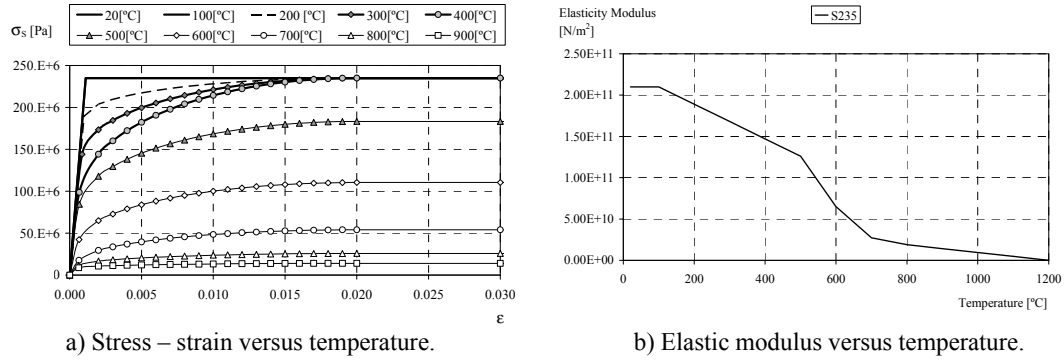 20[ºC] 100[ºC] 200 [ºC] 300[ºC] 400[ºC]
500[ºC] 600[ºC] 700[ºC] 800[ºC] 900[ºC]
σS [Pa]
250.E+6
200.E+6
150.E+6
100.E+6
50.E+6
0
0.000 0.005 0.010 0.015 0.020 0.025 0.030
ε
a) Stress – strain versus temperature.
Elasticity Modulus
[N/m2]
S235
2.50E+11
2.00E+11
1.50E+11
1.00E+11
5.00E+10
0.00E+00
0 200 400 600 800 1000 1200
Temperature [ºC]
b) Elastic modulus versus temperature.